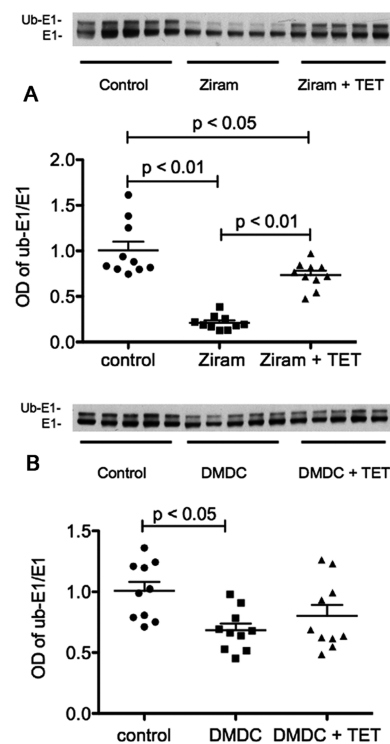 Ub-E1-
E1-
Control Ziram Ziram + TET
A
p < 0.05
p < 0.01
p < 0.01
OD of ub-E1/E1
2.0
1.5
1.0
0.5
0.0
control Ziram Ziram + TET
Ub-E1-
E1-
Control DMDC DMDC + TET
B
p < 0.05
OD of ub-E1/E1
1.5
1.0
0.5
0.0
control DMDC DMDC + TET